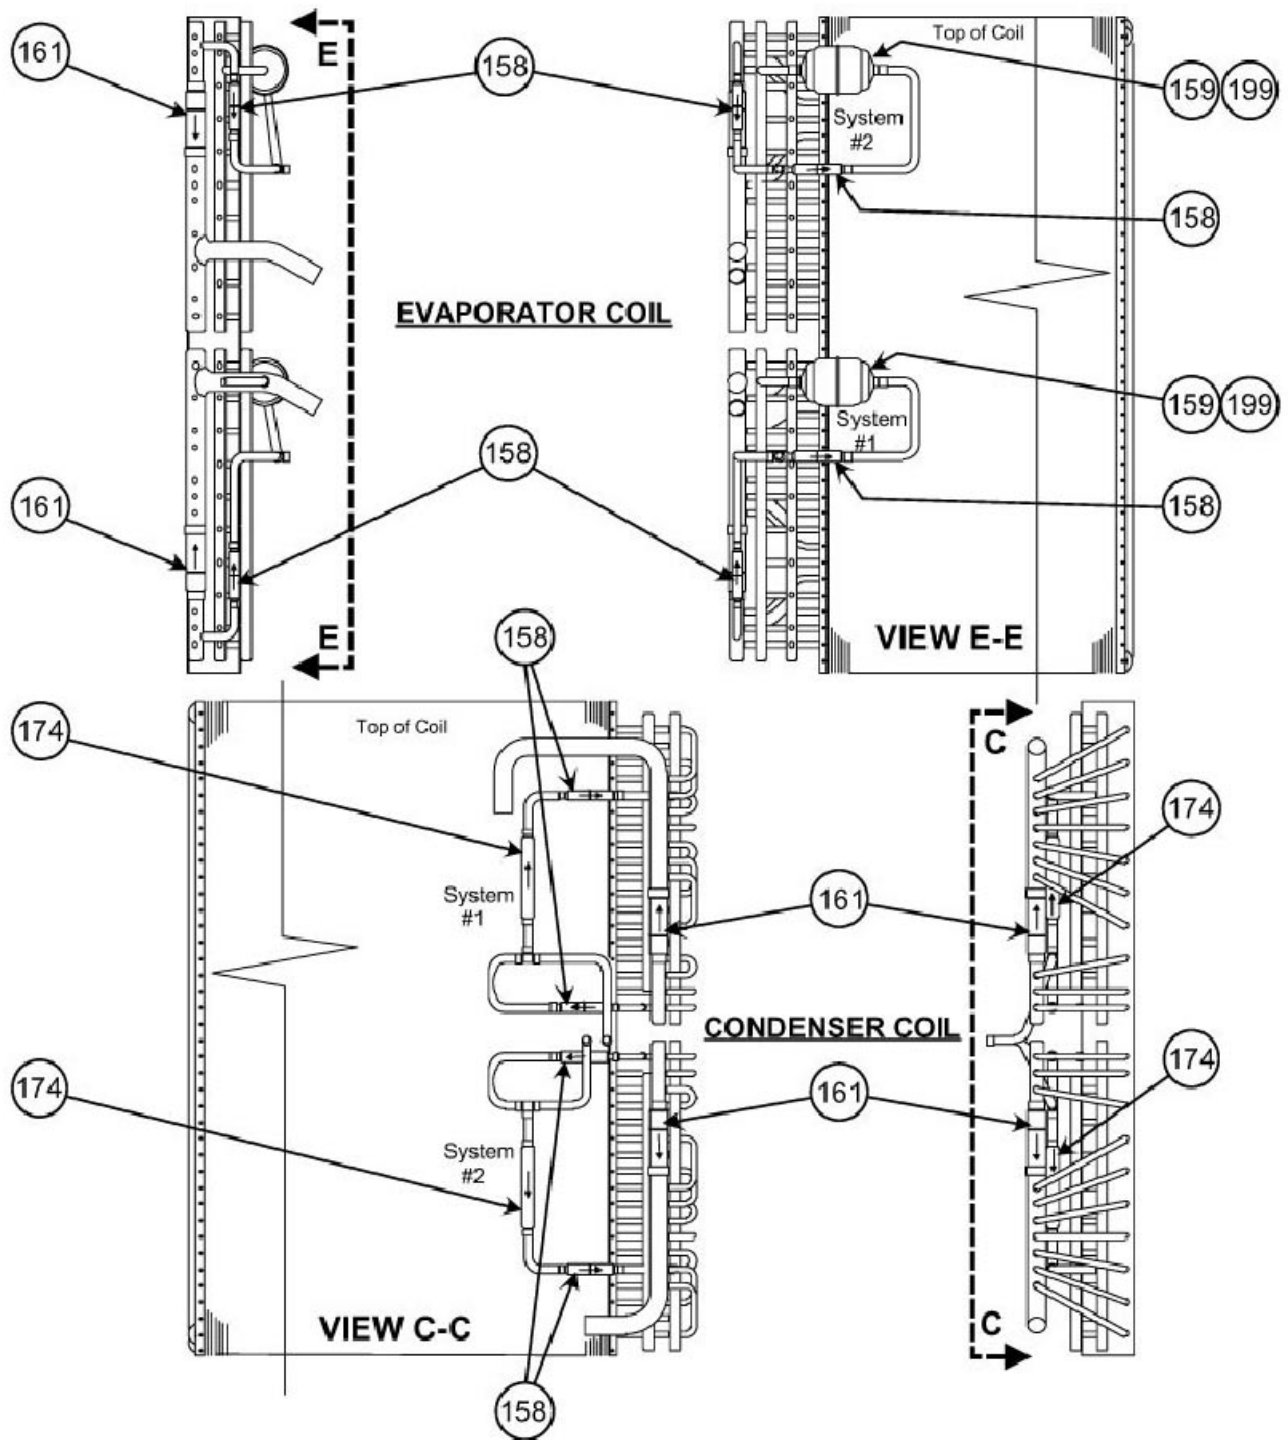 E
Top of Coil
161
158
159 199
System
#2
158
EVAPORATOR COIL
159 199
System
#1
158
161
158
E
VIEW E-E
158
174
Top of Coil
C
174
System
#1
161
CONDENSER COIL
174
174
161
System
#2
VIEW C-C
C
158